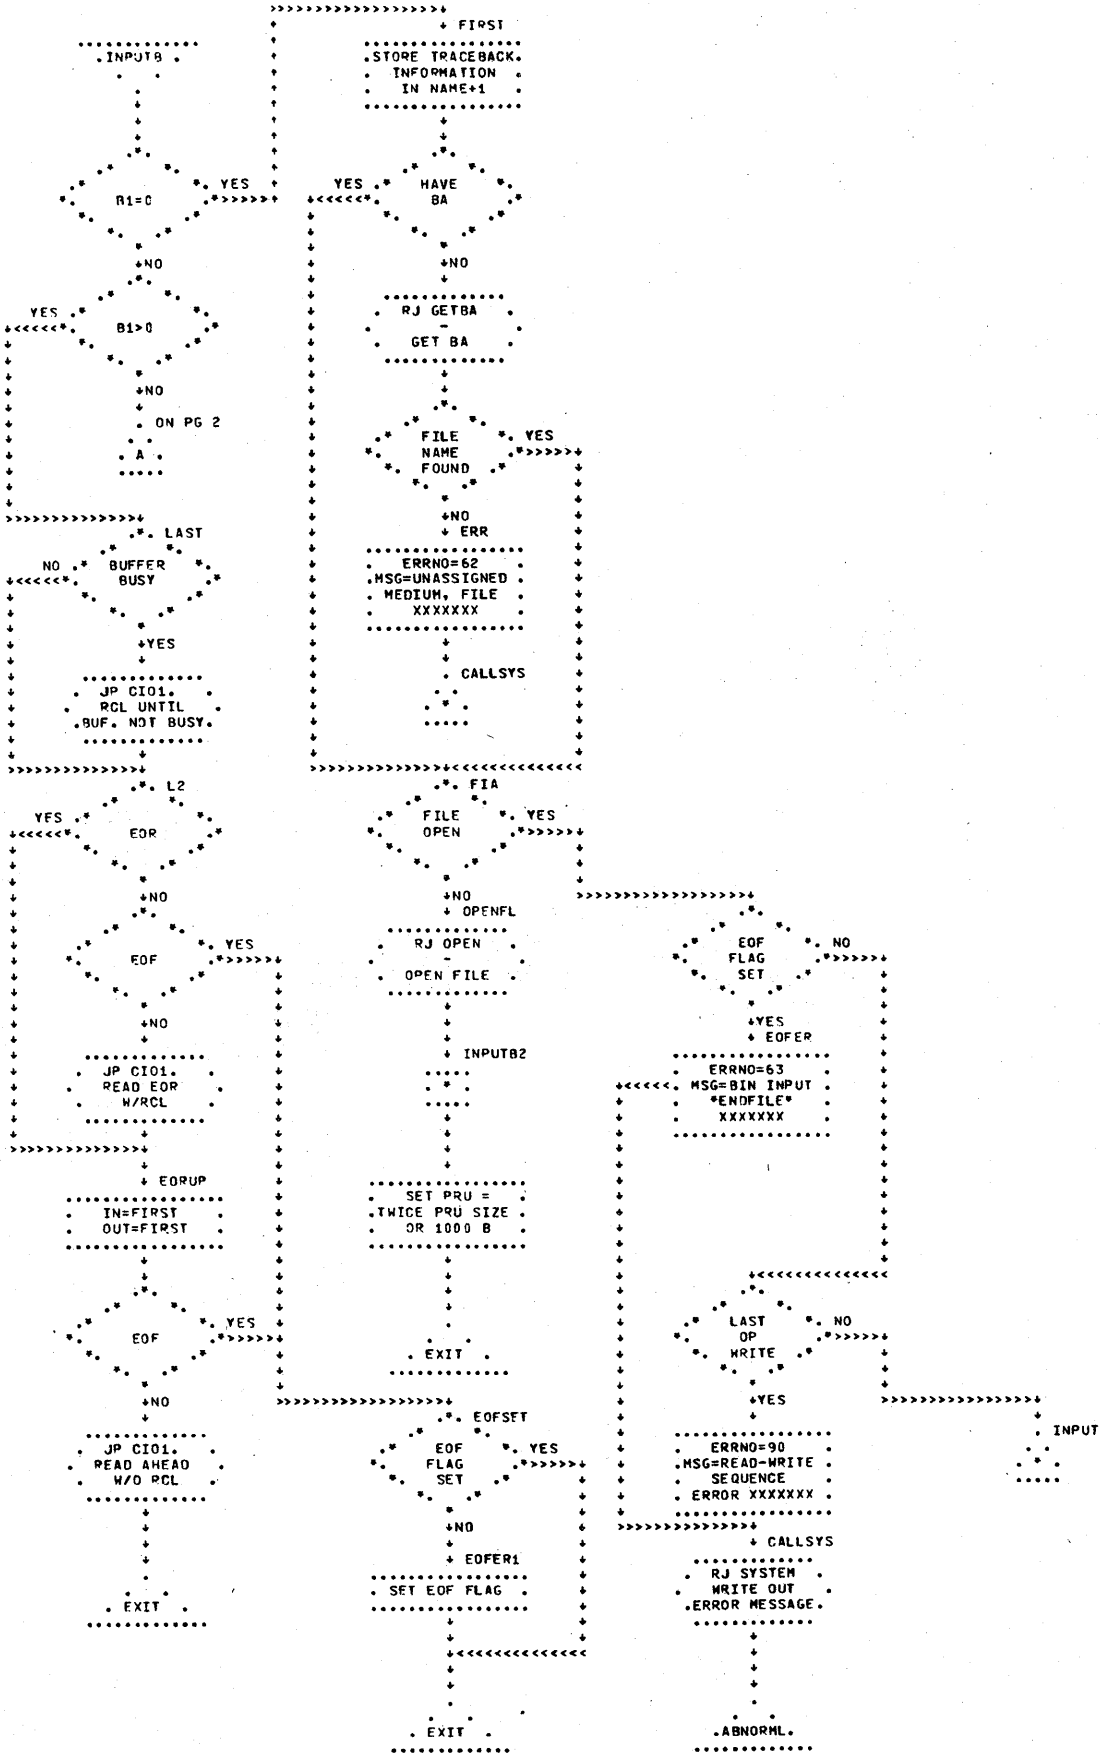 FIRST
INPUTB
STORE TRACEBACK
INFORMATION
IN NAME+1
B1=0
YES
YES
HAVE
BA
NO
NO
YES
B1>0
RJ GETBA
-
GET BA
NO
ON PG 2
A
FILE
NAME
FOUND
YES
NO
ERR
LAST
NO
BUFFER
BUSY
ERRNO=62
MSG=UNASSIGNED
MEDIUM, FILE
XXXXXXX
YES
CALLSYS
*
JP CIO1.
RCL UNTIL
BUF. NOT BUSY.
L2
FIA
YES
EOR
FILE
OPEN
YES
NO
NO
OPENFL
EOF
YES
RJ OPEN
-
OPEN FILE
EOF
FLAG
SET
NO
NO
YES
EOFER
INPUTB2
*
JP CIO1.
READ EOR
W/RCL
ERRNO=63
MSG=BIN INPUT
*ENDFILE*
XXXXXXX
EORUP
IN=FIRST
OUT=FIRST
SET PRU =
TWICE PRU SIZE
OR 1000 B
EOF
YES
EXIT
LAST
OP
WRITE
NO
NO
YES
EOFSET
INPUT
*
JP CIO1.
READ AHEAD
W/O RCL
EOF
FLAG
SET
YES
ERRNO=90
MSG=READ-WRITE
SEQUENCE
ERROR XXXXXXX
NO
EOFER1
CALLSYS
SET EOF FLAG
RJ SYSTEM
WRITE OUT
ERROR MESSAGE.
EXIT
EXIT
ABNORML.